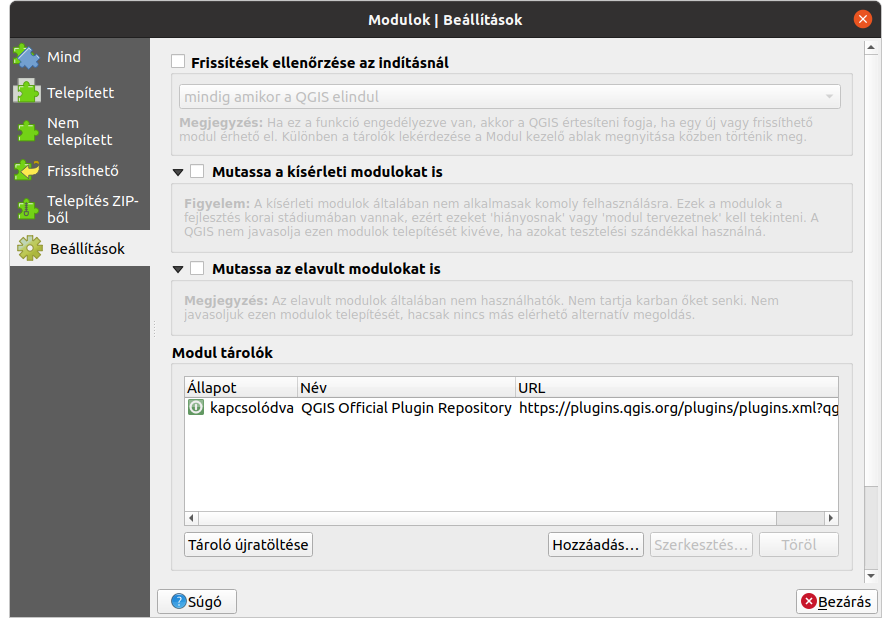 Modulok | Beállítások
Mind
Telepített
Nem
telepített
Frissíthető
Telepítés ZIP-
ből
Beállítások
Frissítések ellenőrzése az indításnál
mindig amikor a QGIS elindul
Megjegyzés: Ha ez a funkció engedélyezve van, akkor a QGIS értesíteni fogja, ha egy új vagy frissíthető
modul érhető el. Különben a tárolók lekérdezése a Modul kezelő ablak megnyitása közben történik meg.
Mutassa a kísérleti modulokat is
Figyelem: A kísérleti modulok általában nem alkalmasak komoly felhasználásra. Ezek a modulok a
fejlesztés korai stádiumában vannak, ezért ezeket 'hiányosnak' vagy 'modul tervezetnek' kell tekinteni. A
QGIS nem javasolja ezen modulok telepítését kivéve, ha azokat tesztelési szándékkal használná.
Mutassa az elavult modulokat is
Megjegyzés: Az elavult modulok általában nem használhatók. Nem tartja karban őket senki. Nem
javasoljuk ezen modulok telepítését, hacsak nincs más elérhető alternatív megoldás.
Modul tárolók
Állapot Név URL
kapcsolódva QGIS Official Plugin Repository https://plugins.qgis.org/plugins/plugins.xml?qg
Tároló újratöltése Hozzáadás... Szerkesztés... Töröl
Súgó Bezárás